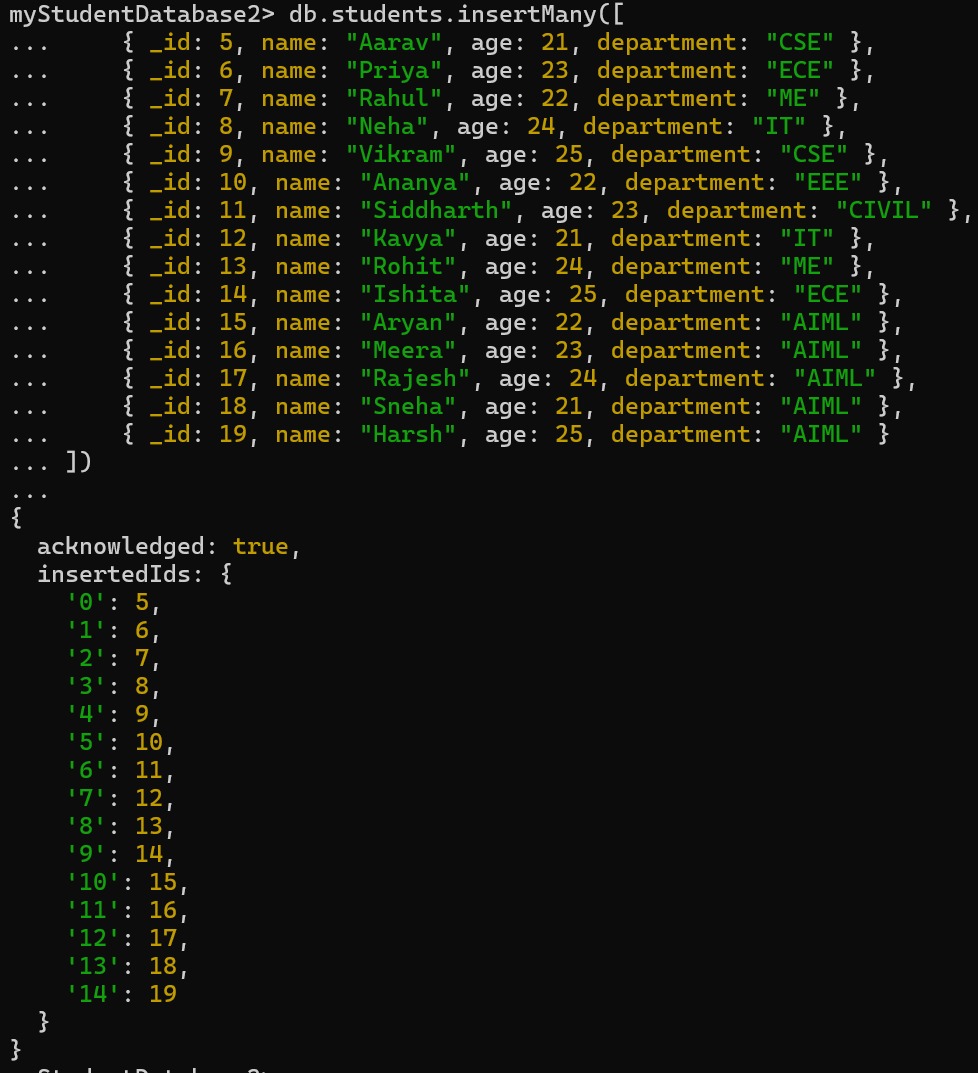 myStudentDatabase2> db.students.insertMany([
...     { _id: 5, name: "Aarav", age: 21, department: "CSE" },
...     { _id: 6, name: "Priya", age: 23, department: "ECE" },
...     { _id: 7, name: "Rahul", age: 22, department: "ME" },
...     { _id: 8, name: "Neha", age: 24, department: "IT" },
...     { _id: 9, name: "Vikram", age: 25, department: "CSE" },
...     { _id: 10, name: "Ananya", age: 22, department: "EEE" },
...     { _id: 11, name: "Siddharth", age: 23, department: "CIVIL" },
...     { _id: 12, name: "Kavya", age: 21, department: "IT" },
...     { _id: 13, name: "Rohit", age: 24, department: "ME" },
...     { _id: 14, name: "Ishita", age: 25, department: "ECE" },
...     { _id: 15, name: "Aryan", age: 22, department: "AIML" },
...     { _id: 16, name: "Meera", age: 23, department: "AIML" },
...     { _id: 17, name: "Rajesh", age: 24, department: "AIML" },
...     { _id: 18, name: "Sneha", age: 21, department: "AIML" },
...     { _id: 19, name: "Harsh", age: 25, department: "AIML" }
... ])
...
{
  acknowledged: true,
  insertedIds: {
    '0': 5,
    '1': 6,
    '2': 7,
    '3': 8,
    '4': 9,
    '5': 10,
    '6': 11,
    '7': 12,
    '8': 13,
    '9': 14,
    '10': 15,
    '11': 16,
    '12': 17,
    '13': 18,
    '14': 19
  }
}